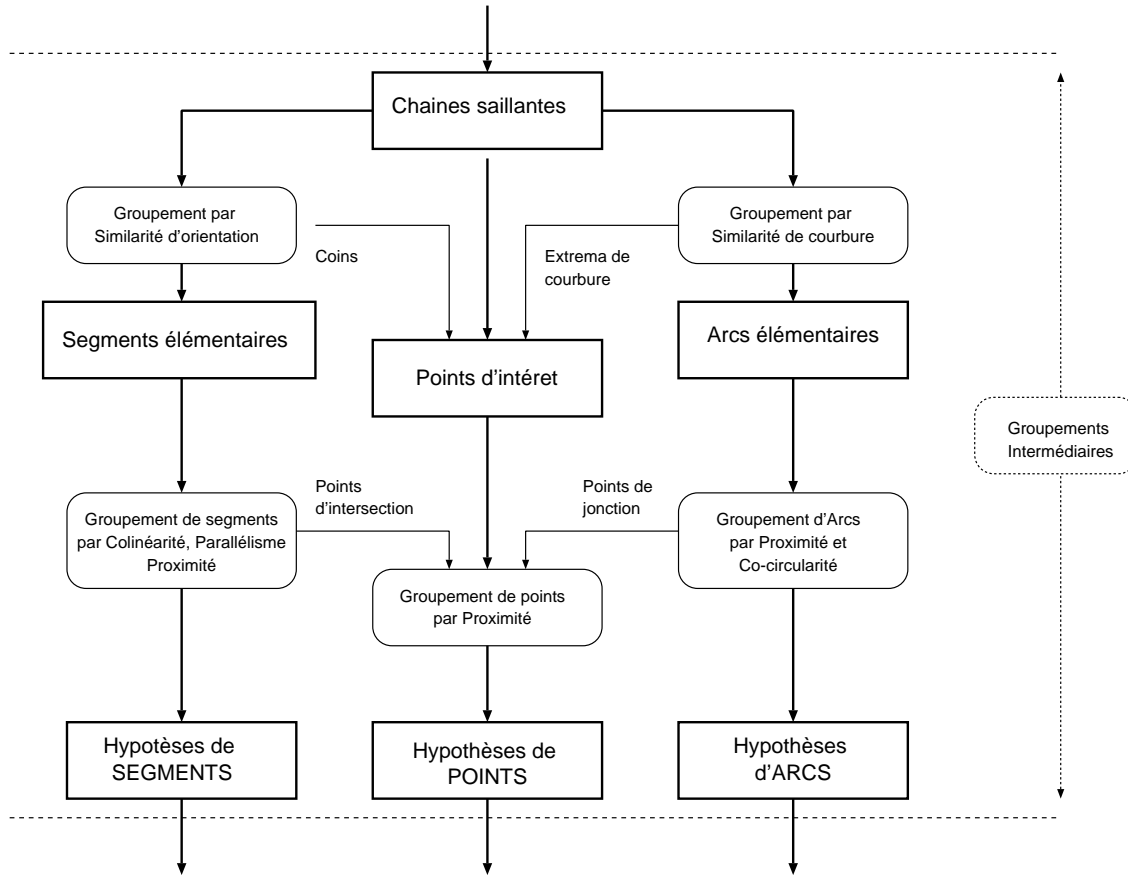 Chaines saillantes
Groupement par
Similarité d'orientation
Groupement par
Similarité de courbure
Coins
Extrema de
courbure
Segments élémentaires
Points d'intéret
Arcs élémentaires
Groupements
Intermédiaires
Points
d'intersection
Points de
jonction
Groupement de segments
par Colinéarité, Parallélisme
Proximité
Groupement d'Arcs
par Proximité et
Co-circularité
Groupement de points
par Proximité
Hypotèses de
SEGMENTS
Hypothèses de
POINTS
Hypothèses
d'ARCS